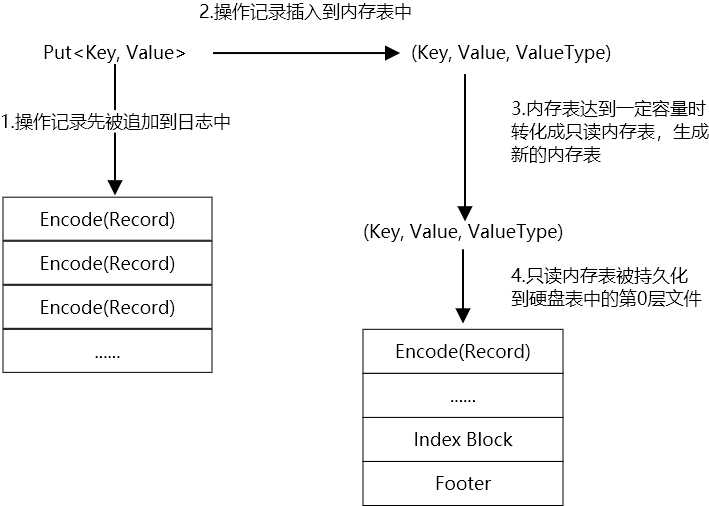 2.操作记录插入到内存表中
Put<Key, Value>
(Key, Value, ValueType)
1.操作记录先被追加到日志中
3.内存表达到一定容量时
转化成只读内存表，生成
新的内存表
Encode(Record)
Encode(Record)
Encode(Record)
......
(Key, Value, ValueType)
4.只读内存表被持久化
到硬盘表中的第0层文件
Encode(Record)
......
Index Block
Footer